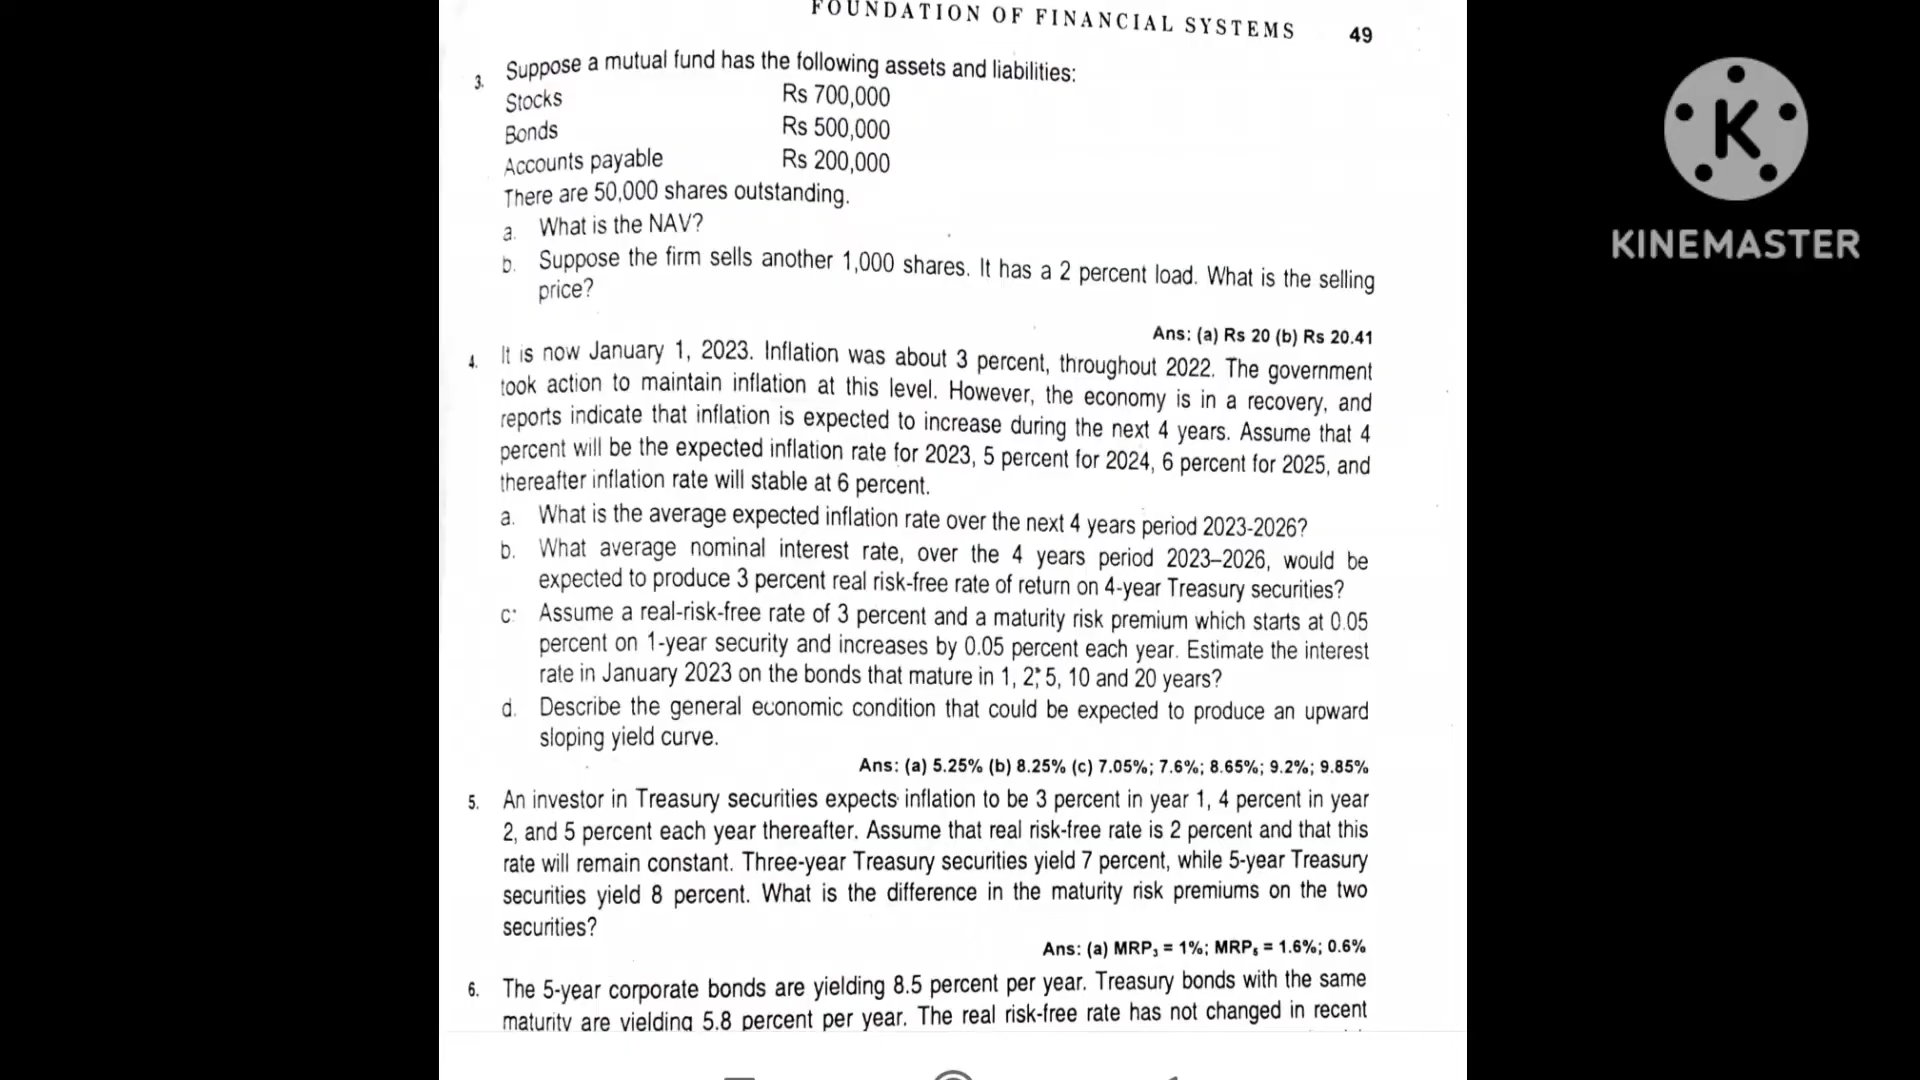 FOUNDATION OF FINANCIAL SYSTEMS 49
3. Suppose a mutual fund has the following assets and liabilities:
Stocks Rs 700,000
Bonds Rs 500,000
Accounts payable Rs 200,000
There are 50,000 shares outstanding.
a. What is the NAV?
b. Suppose the firm sells another 1,000 shares. It has a 2 percent load. What is the selling
price?
Ans: (a) Rs 20 (b) Rs 20.41
4. It is now January 1, 2023. Inflation was about 3 percent, throughout 2022. The government
took action to maintain inflation at this level. However, the economy is in a recovery, and
reports indicate that inflation is expected to increase during the next 4 years. Assume that 4
percent will be the expected inflation rate for 2023, 5 percent for 2024, 6 percent for 2025, and
thereafter inflation rate will stable at 6 percent.
a. What is the average expected inflation rate over the next 4 years period 2023-2026?
b. What average nominal interest rate, over the 4 years period 2023–2026, would be
expected to produce 3 percent real risk-free rate of return on 4-year Treasury securities?
c: Assume a real-risk-free rate of 3 percent and a maturity risk premium which starts at 0.05
percent on 1-year security and increases by 0.05 percent each year. Estimate the interest
rate in January 2023 on the bonds that mature in 1, 2; 5, 10 and 20 years?
d. Describe the general economic condition that could be expected to produce an upward
sloping yield curve.
Ans: (a) 5.25% (b) 8.25% (c) 7.05%; 7.6%; 8.65%; 9.2%; 9.85%
5. An investor in Treasury securities expects inflation to be 3 percent in year 1, 4 percent in year
2, and 5 percent each year thereafter. Assume that real risk-free rate is 2 percent and that this
rate will remain constant. Three-year Treasury securities yield 7 percent, while 5-year Treasury
securities yield 8 percent. What is the difference in the maturity risk premiums on the two
securities?
Ans: (a) MRP₃ = 1%; MRP₅ = 1.6%; 0.6%
6. The 5-year corporate bonds are yielding 8.5 percent per year. Treasury bonds with the same
maturity are yielding 5.8 percent per year. The real risk-free rate has not changed in recent
K
KINEMASTER